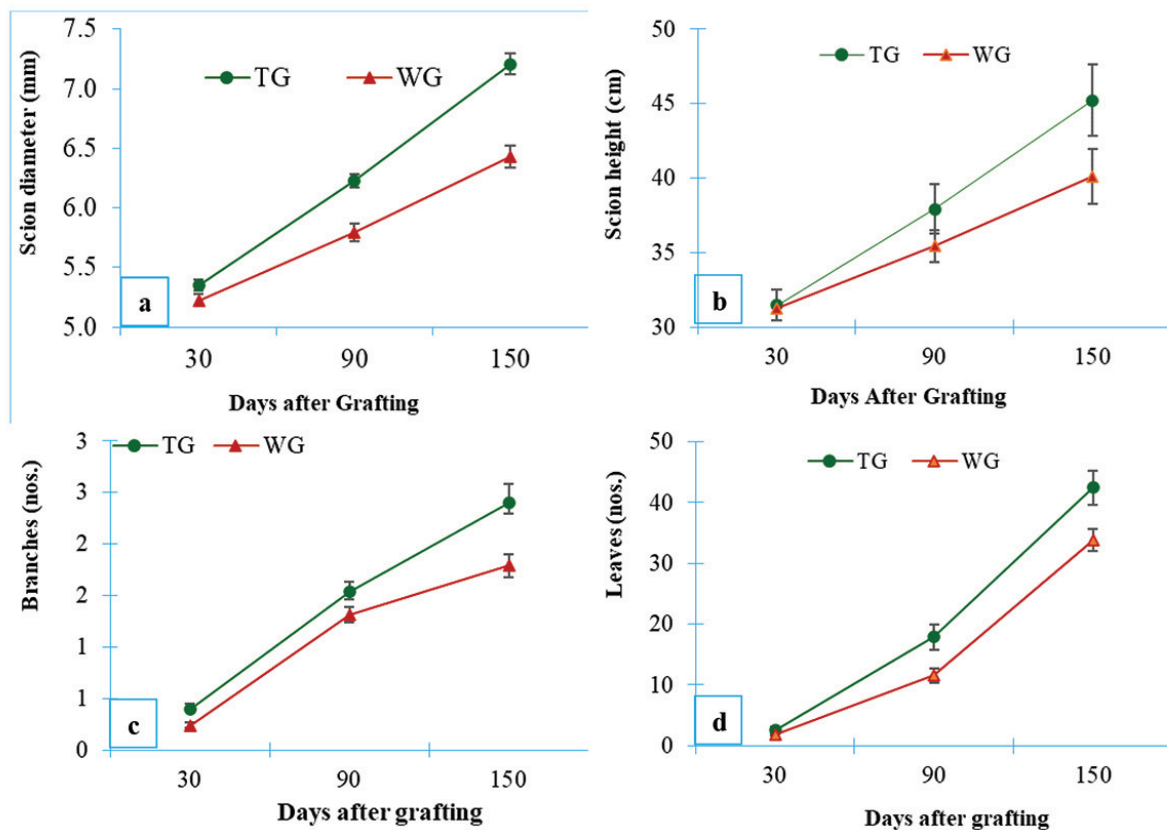 7.5
7.0
6.5
6.0
5.5
5.0
Scion diameter (mm)
TG WG
a
30 90 150
Days after Grafting
50
45
40
35
30
Scion height (cm)
TG WG
b
30 90 150
Days After Grafting
3
3
2
2
1
1
0
Branches (nos.)
TG WG
c
30 90 150
Days after grafting
50
40
30
20
10
0
Leaves (nos.)
TG WG
d
30 90 150
Days after grafting